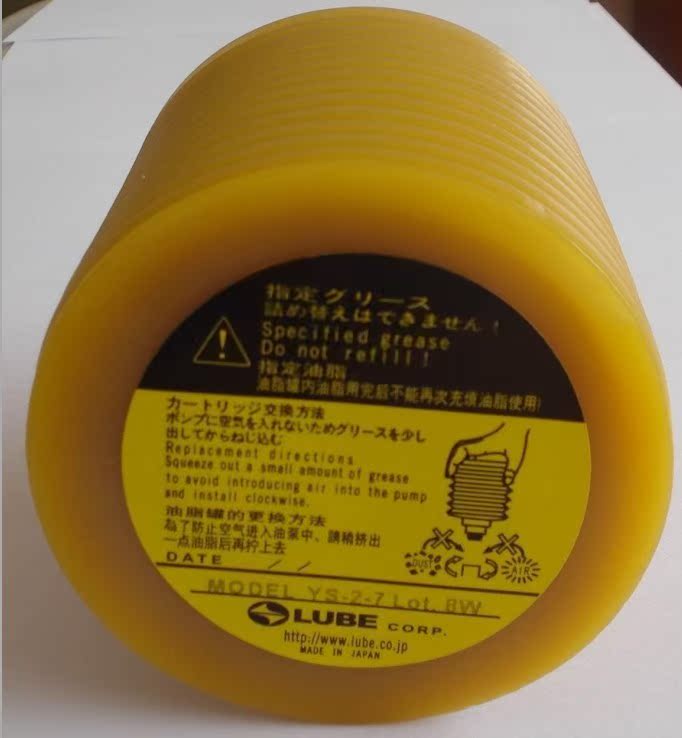 指定グリース
詰め替えはできません!
Specified grease
Do not refill!
指定油脂
油脂罐内油脂用完后不能再次充填油脂使用!
カートリッジ交換方法
ポンプに空気を入れないためグリースを少し
出してからねじ込む
Replacement directions
Squeeze out a small amount of grease
to avoid introducing air into the pump
and install clockwise.
油脂罐的更换方法
為了防止空气进入油泵中、請稍挤出
一点油脂后再拧上去
DUST
AIR
DATE / /
MODEL YS-2-7 Lot. 8W
LUBE CORP.
http://www.lube.co.jp
MADE IN JAPAN